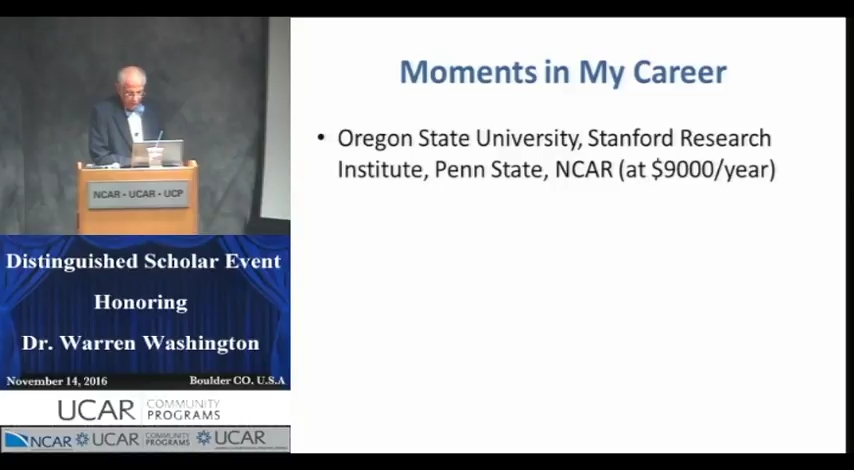 Moments in My Career
• Oregon State University, Stanford Research
Institute, Penn State, NCAR (at $9000/year)
NCAR - UCAR - UCP
Distinguished Scholar Event
Honoring
Dr. Warren Washington
November 14, 2016
Boulder CO, U.S.A
UCAR COMMUNITY
PROGRAMS
NCAR UCAR COMMUNITY
PROGRAMS UCAR